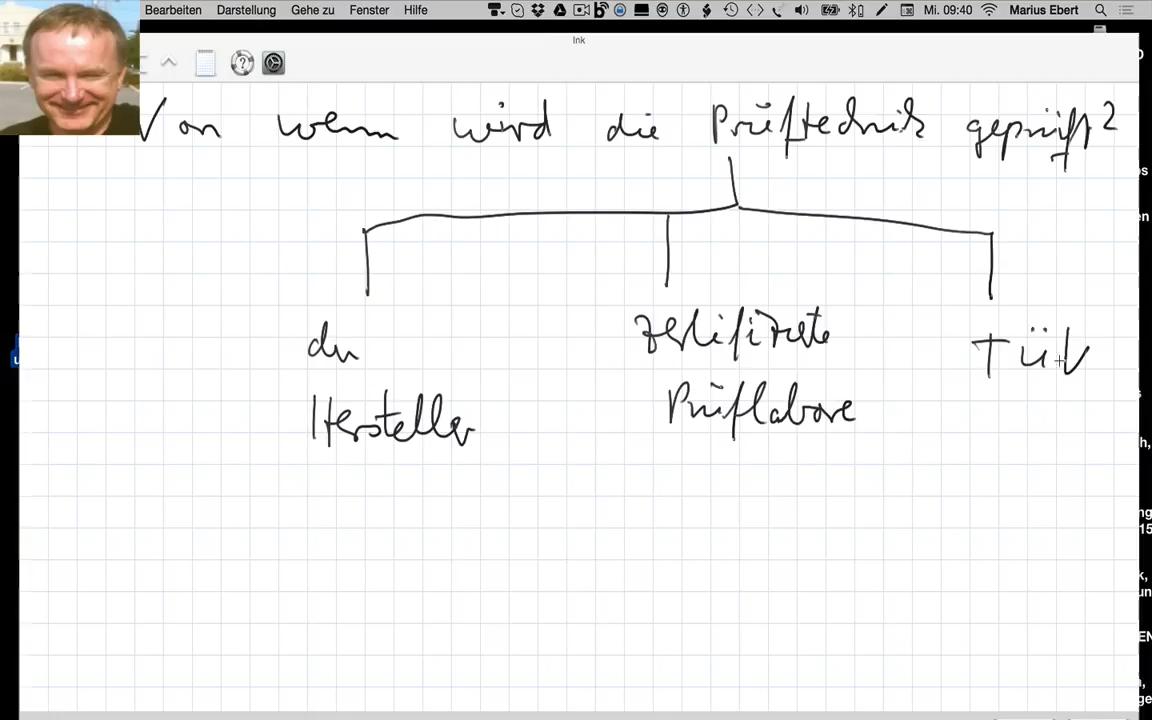 Bearbeiten Darstellung Gehe zu Fenster Hilfe Mi. 09:40 Marius Ebert
Ink
Von wenn wird die Prüftechnik geprüft?
der zertifizierte TüV
Hersteller Prüflabore